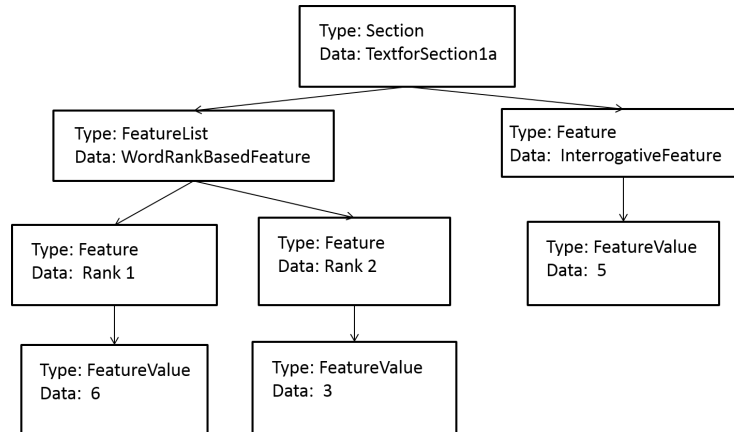 Type: Section
Data: TextforSection1a
Type: FeatureList
Data: WordRankBasedFeature
Type: Feature
Data: InterrogativeFeature
Type: Feature
Data: Rank 1
Type: Feature
Data: Rank 2
Type: FeatureValue
Data: 5
Type: FeatureValue
Data: 6
Type: FeatureValue
Data: 3